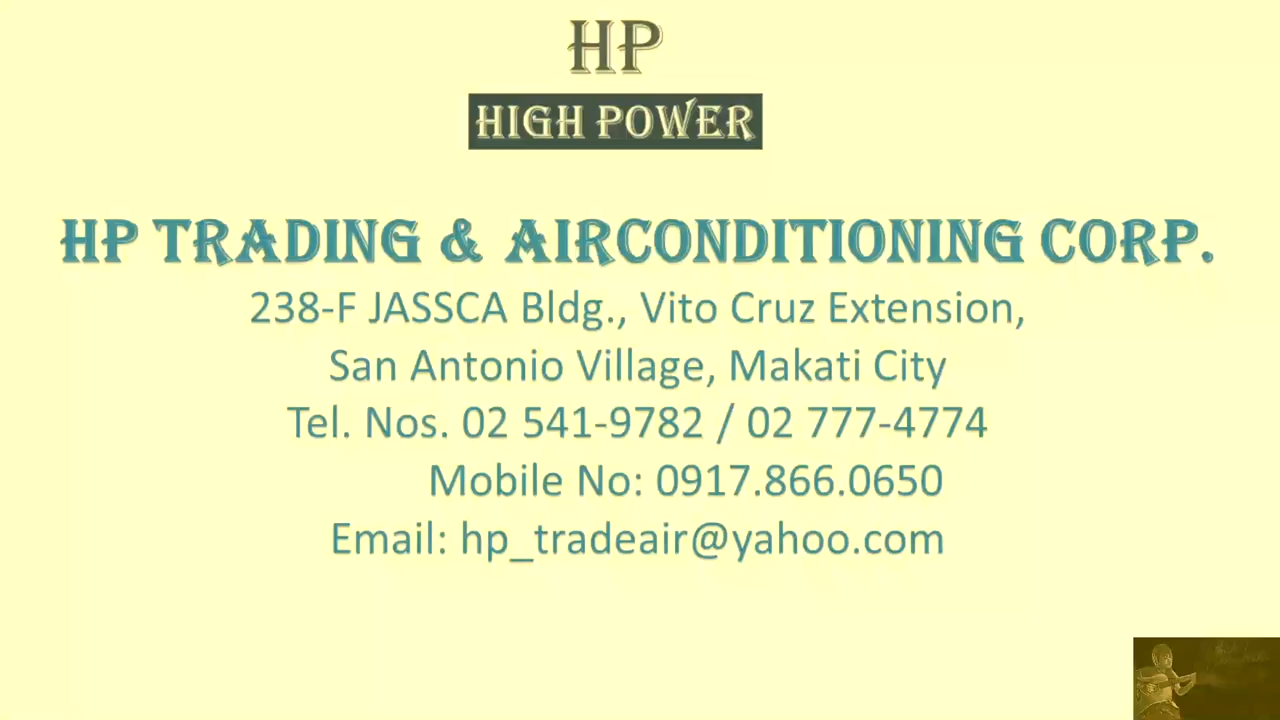 HP
HIGH POWER
HP TRADING & AIRCONDITIONING CORP.
238-F JASSCA Bldg., Vito Cruz Extension,
San Antonio Village, Makati City
Tel. Nos. 02 541-9782 / 02 777-4774
Mobile No: 0917.866.0650
Email: hp_tradeair@yahoo.com